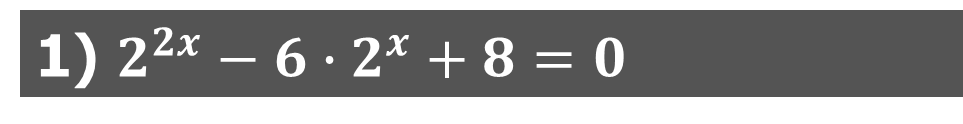 1) 2^{2x} − 6 · 2^x + 8 = 0